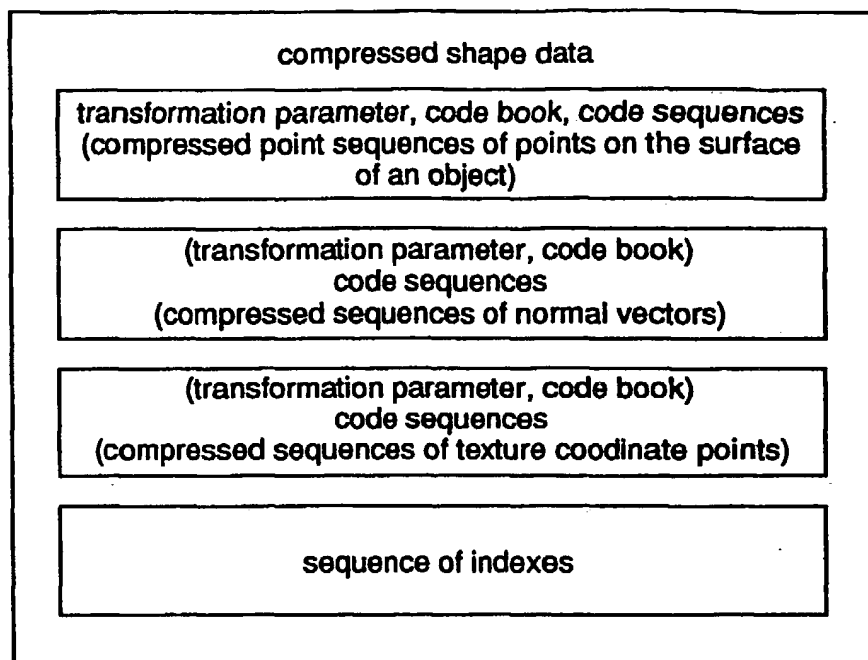 compressed shape data
transformation parameter, code book, code sequences
(compressed point sequences of points on the surface
of an object)
(transformation parameter, code book)
code sequences
(compressed sequences of normal vectors)
(transformation parameter, code book)
code sequences
(compressed sequences of texture coodinate points)
sequence of indexes